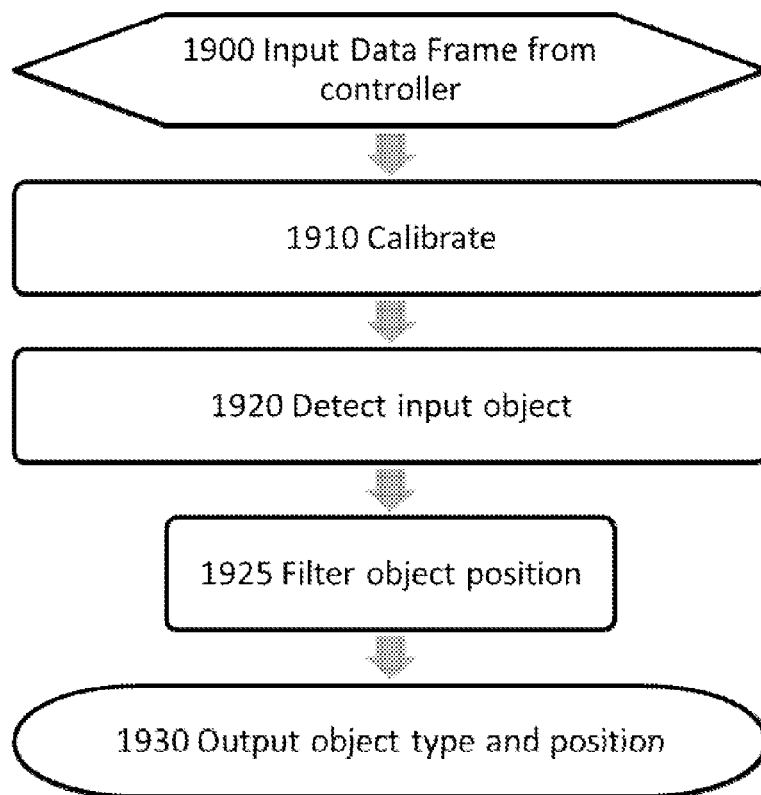 1900 Input Data Frame from
controller
1910 Calibrate
1920 Detect input object
1925 Filter object position
1930 Output object type and position